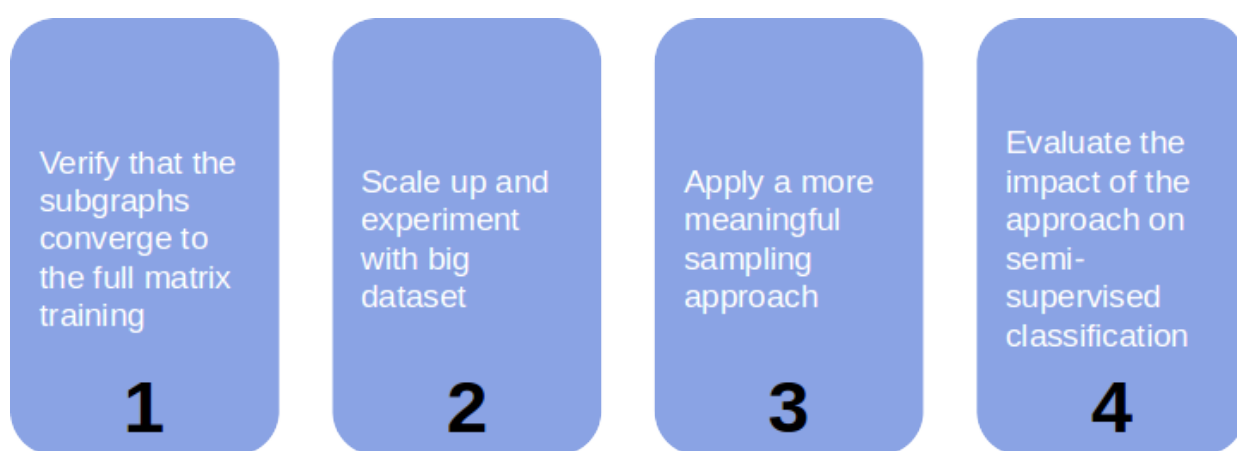 Verify that the
subgraphs
converge to
the full matrix
training
1
Scale up and
experiment
with big
dataset
2
Apply a more
meaningful
sampling
approach
3
Evaluate the
impact of the
approach on
semi-
supervised
classification
4